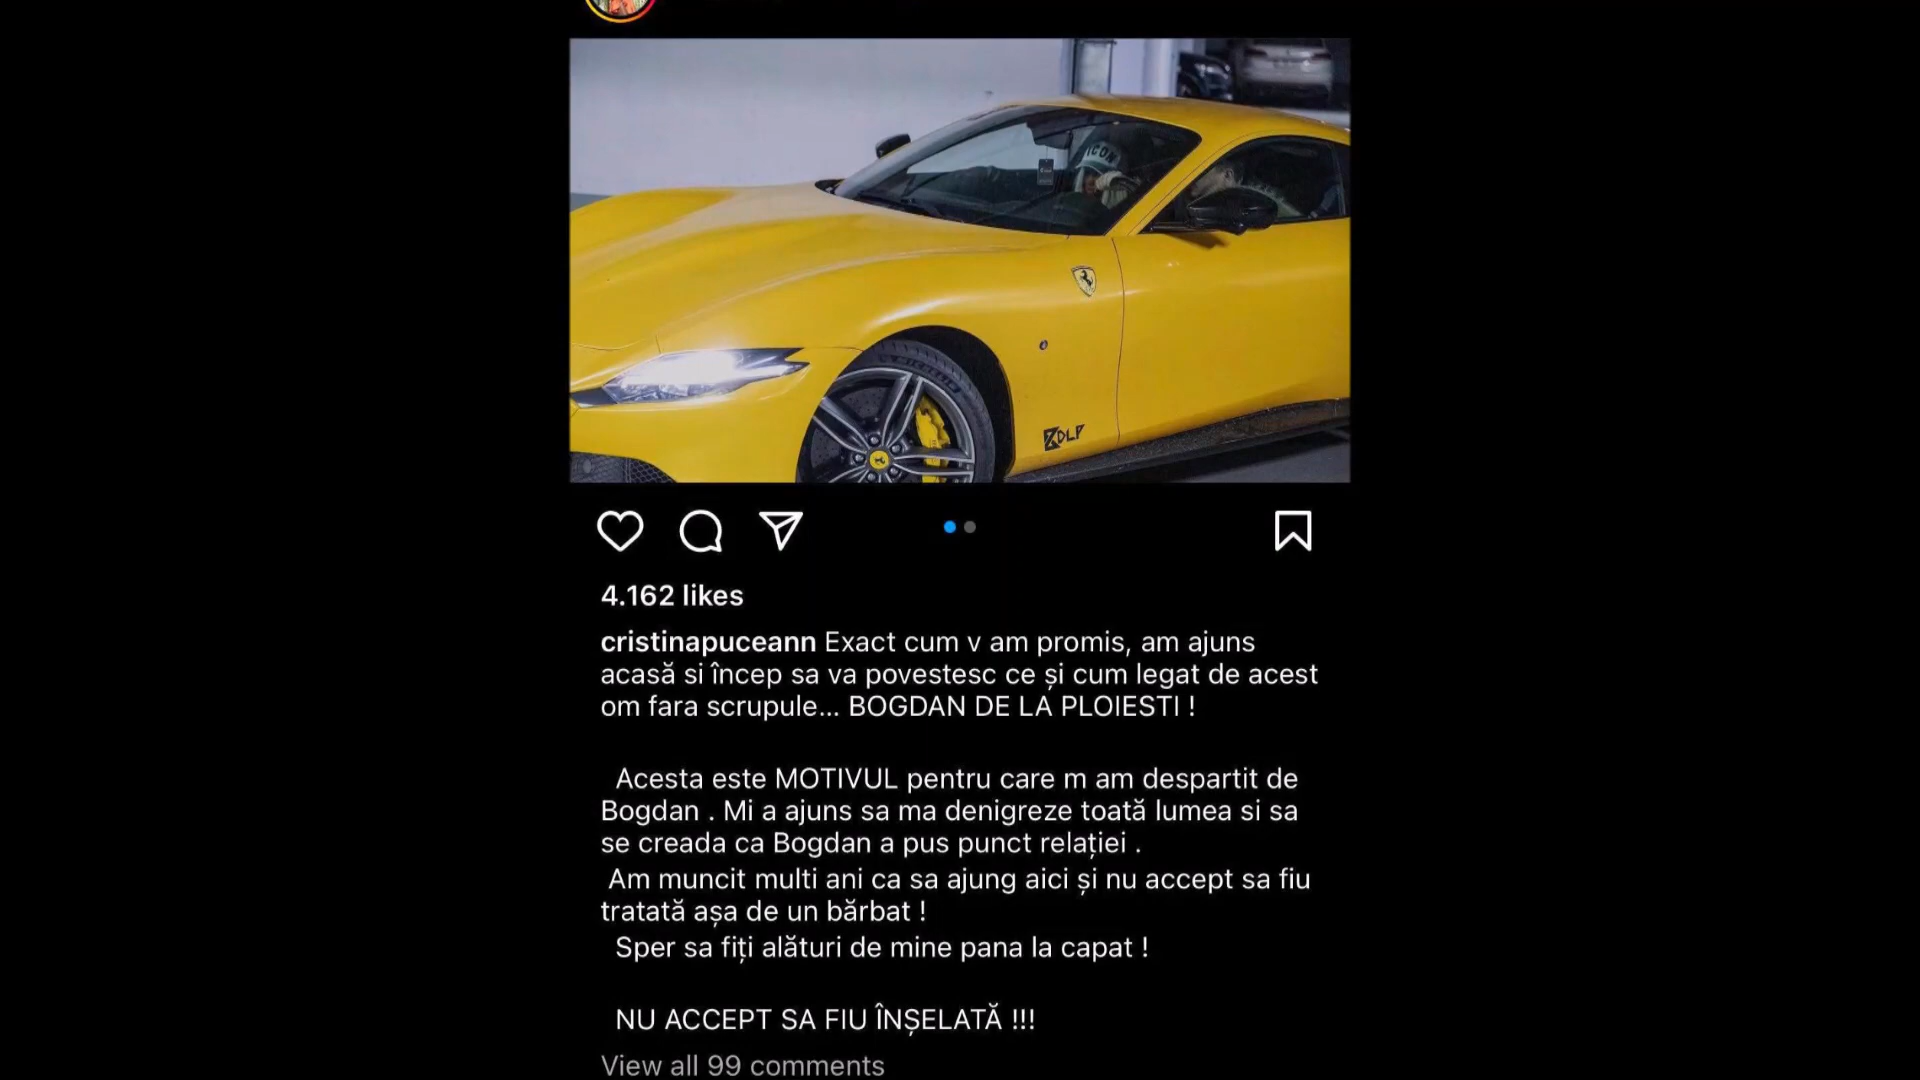 ICON
MICHELIN
BDLP
4.162 likes
cristinapuceann Exact cum v am promis, am ajuns
acasă si încep sa va povestesc ce și cum legat de acest
om fara scrupule... BOGDAN DE LA PLOIESTI !
Acesta este MOTIVUL pentru care m am despartit de
Bogdan . Mi a ajuns sa ma denigreze toată lumea si sa
se creada ca Bogdan a pus punct relației .
Am muncit multi ani ca sa ajung aici și nu accept sa fiu
tratată așa de un bărbat !
Sper sa fiți alături de mine pana la capat !
NU ACCEPT SA FIU ÎNȘELATĂ !!!
View all 99 comments